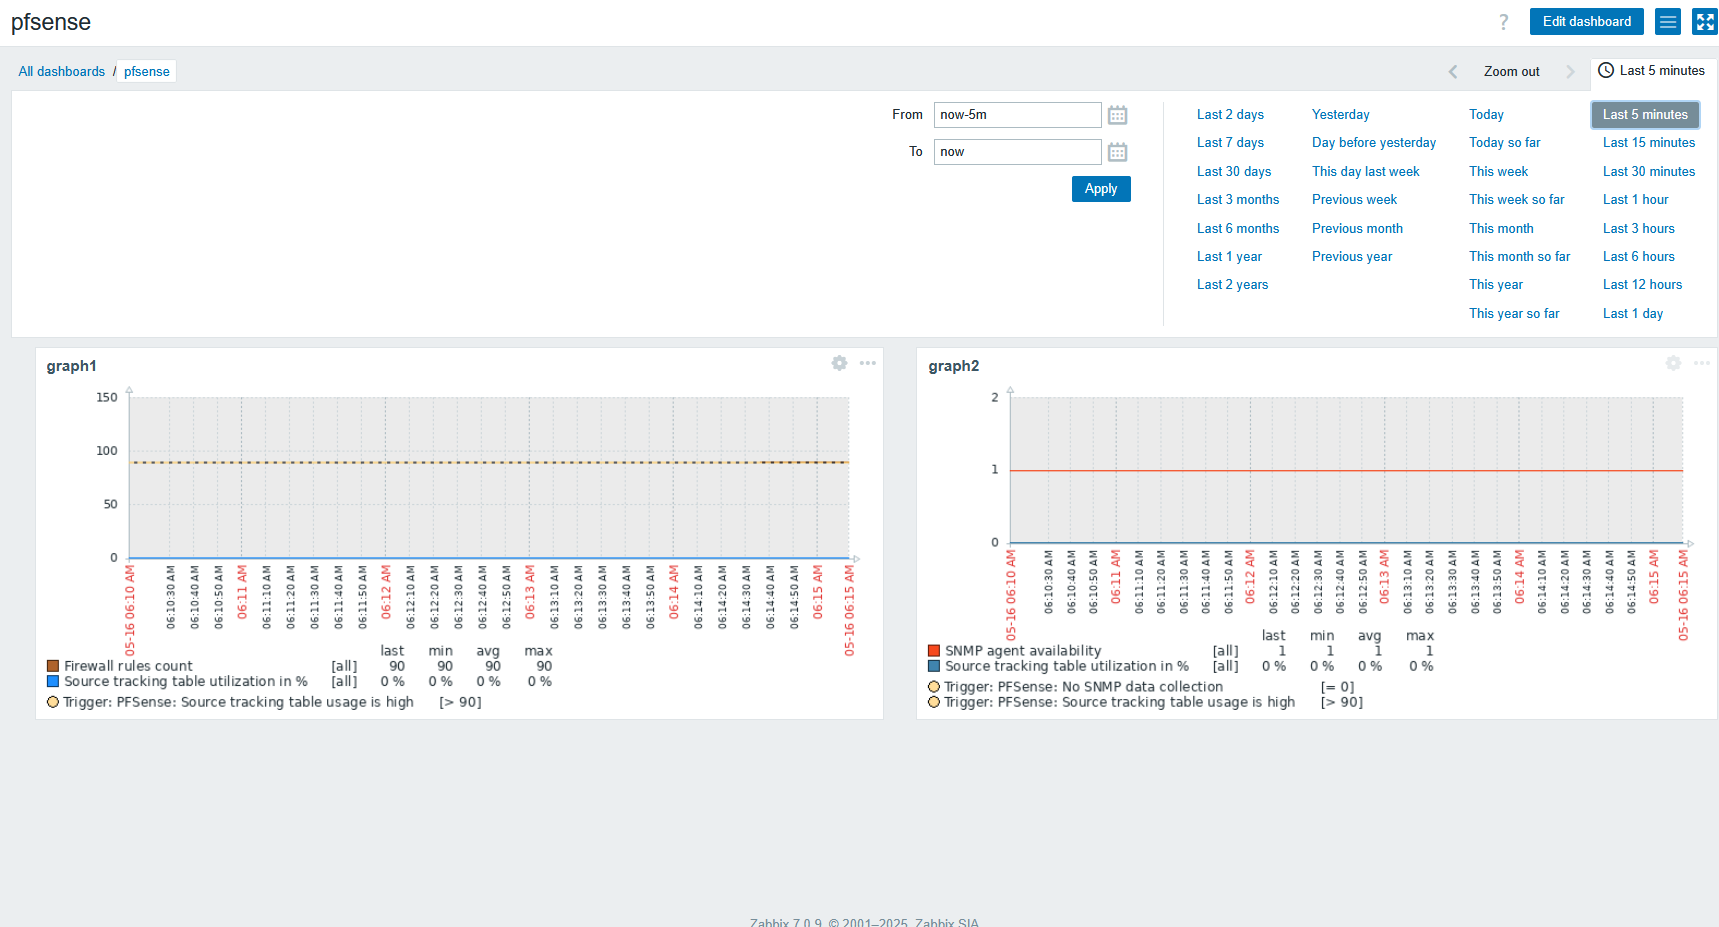 pfsense
? Edit dashboard
All dashboards / pfsense
Zoom out
Last 5 minutes
From now-5m
To now
Apply
Last 2 days Yesterday Today Last 5 minutes
Last 7 days Day before yesterday Today so far Last 15 minutes
Last 30 days This day last week This week Last 30 minutes
Last 3 months Previous week This week so far Last 1 hour
Last 6 months Previous month This month Last 3 hours
Last 1 year Previous year This month so far Last 6 hours
Last 2 years This year Last 12 hours
This year so far Last 1 day
graph1
150
100
50
0
05-16 06:10 AM
06:10:30 AM
06:10:40 AM
06:10:50 AM
06:11 AM
06:11:10 AM
06:11:20 AM
06:11:30 AM
06:11:40 AM
06:11:50 AM
06:12 AM
06:12:10 AM
06:12:20 AM
06:12:30 AM
06:12:40 AM
06:12:50 AM
06:13 AM
06:13:10 AM
06:13:20 AM
06:13:30 AM
06:13:40 AM
06:13:50 AM
06:14 AM
06:14:10 AM
06:14:20 AM
06:14:30 AM
06:14:40 AM
06:14:50 AM
06:15 AM
05-16 06:15 AM
last min avg max
Firewall rules count [all] 90 90 90 90
Source tracking table utilization in % [all] 0 % 0 % 0 % 0 %
Trigger: PFSense: Source tracking table usage is high [> 90]
graph2
2
1
0
05-16 06:10 AM
06:10:30 AM
06:10:40 AM
06:10:50 AM
06:11 AM
06:11:10 AM
06:11:20 AM
06:11:30 AM
06:11:40 AM
06:11:50 AM
06:12 AM
06:12:10 AM
06:12:20 AM
06:12:30 AM
06:12:40 AM
06:12:50 AM
06:13 AM
06:13:10 AM
06:13:20 AM
06:13:30 AM
06:13:40 AM
06:13:50 AM
06:14 AM
06:14:10 AM
06:14:20 AM
06:14:30 AM
06:14:40 AM
06:14:50 AM
06:15 AM
05-16 06:15 AM
last min avg max
SNMP agent availability [all] 1 1 1 1
Source tracking table utilization in % [all] 0 % 0 % 0 % 0 %
Trigger: PFSense: No SNMP data collection [= 0]
Trigger: PFSense: Source tracking table usage is high [> 90]
Zabbix 7.0.9. © 2001–2025, Zabbix SIA